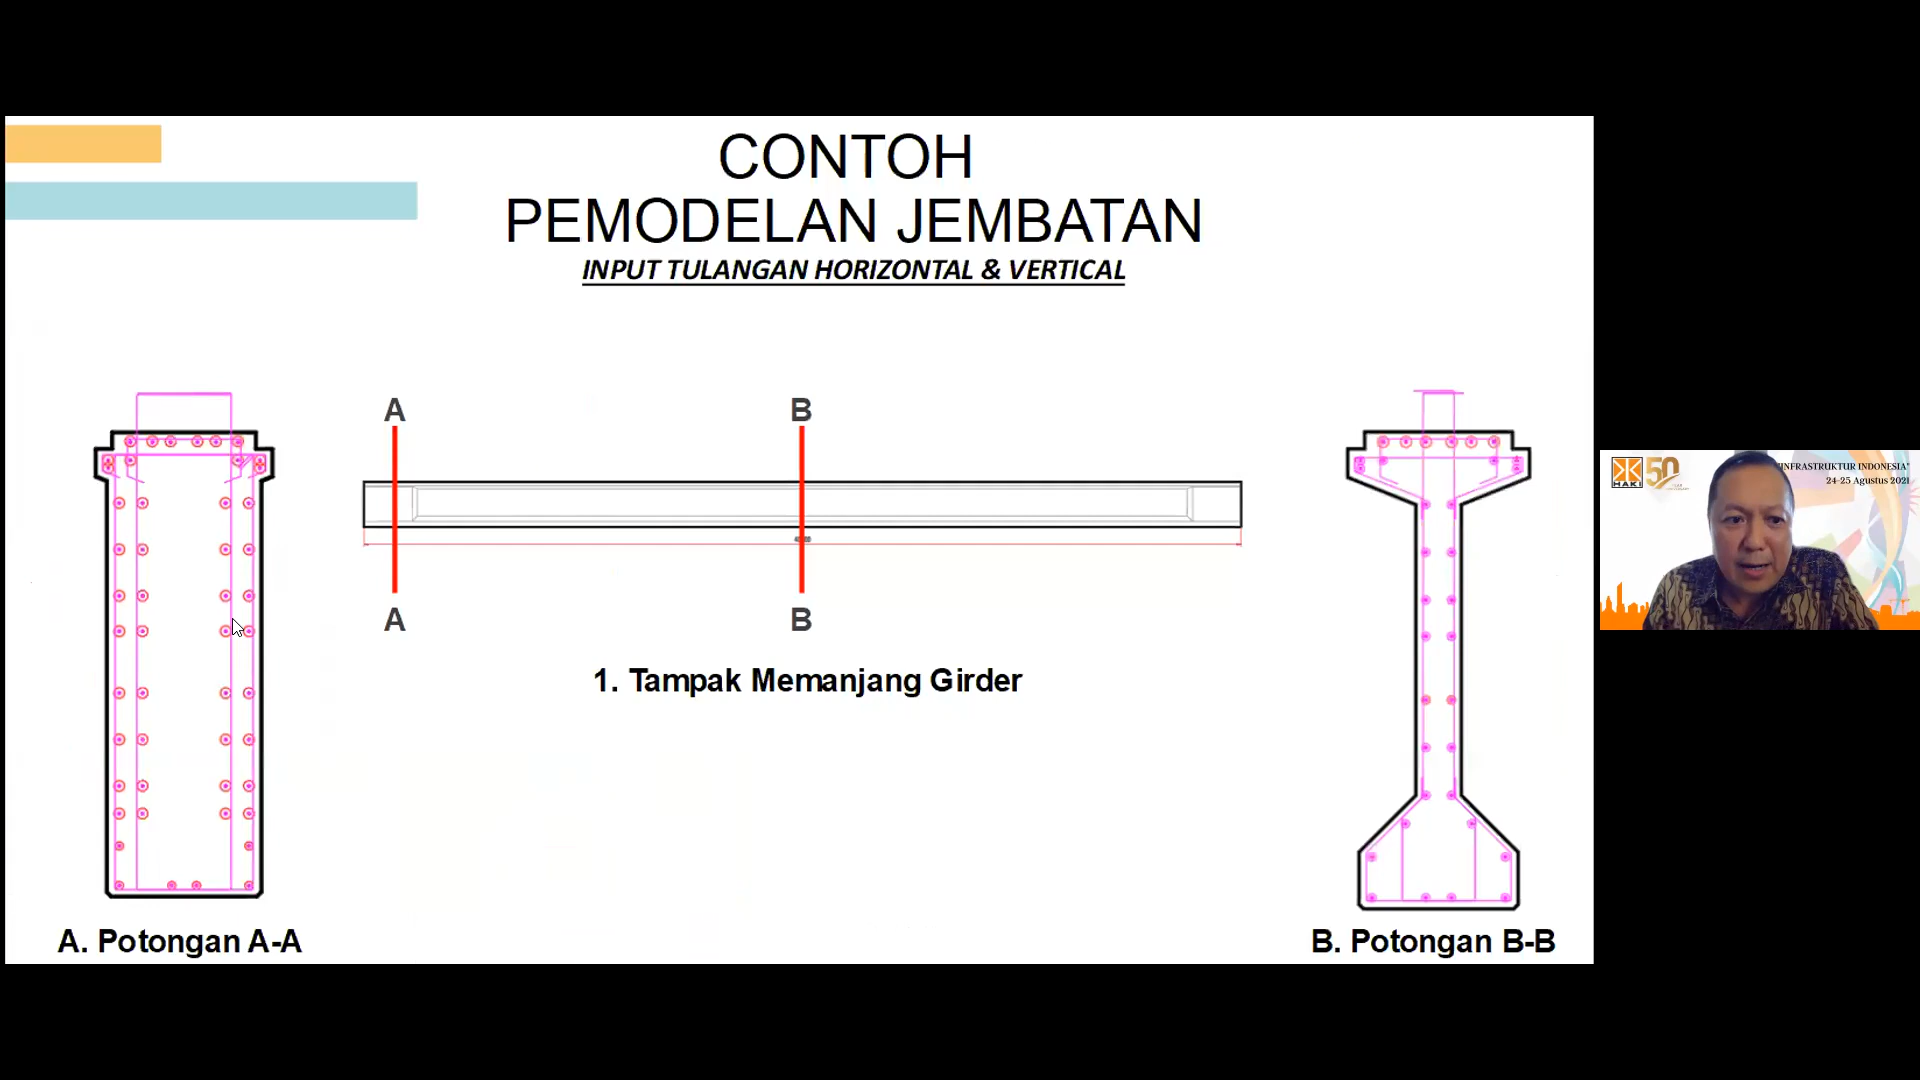 CONTOH
PEMODELAN JEMBATAN
INPUT TULANGAN HORIZONTAL & VERTICAL
A
B
A
B
1. Tampak Memanjang Girder
A. Potongan A-A
B. Potongan B-B
HAKI
50
INFRASTRUKTUR INDONESIA"
24-25 Agustus 2021